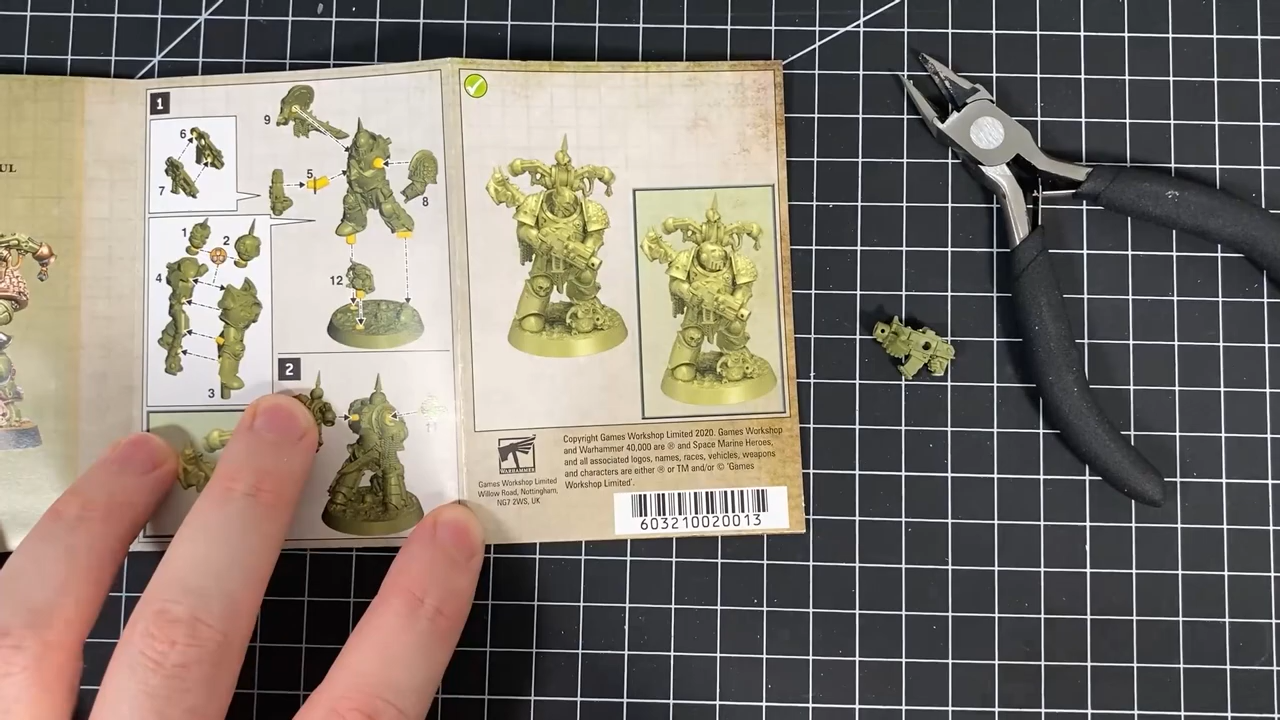 UL
1
6
7
9
5
8
1
2
4
3
12
2
11
WARHAMMER
Games Workshop Limited
Willow Road, Nottingham,
NG7 2WS, UK
Copyright Games Workshop Limited 2020. Games Workshop
and Warhammer 40,000 are ® and Space Marine Heroes,
and all associated logos, names, races, vehicles, weapons
and characters are either ® or TM and/or © 'Games
Workshop Limited'.
603210020013